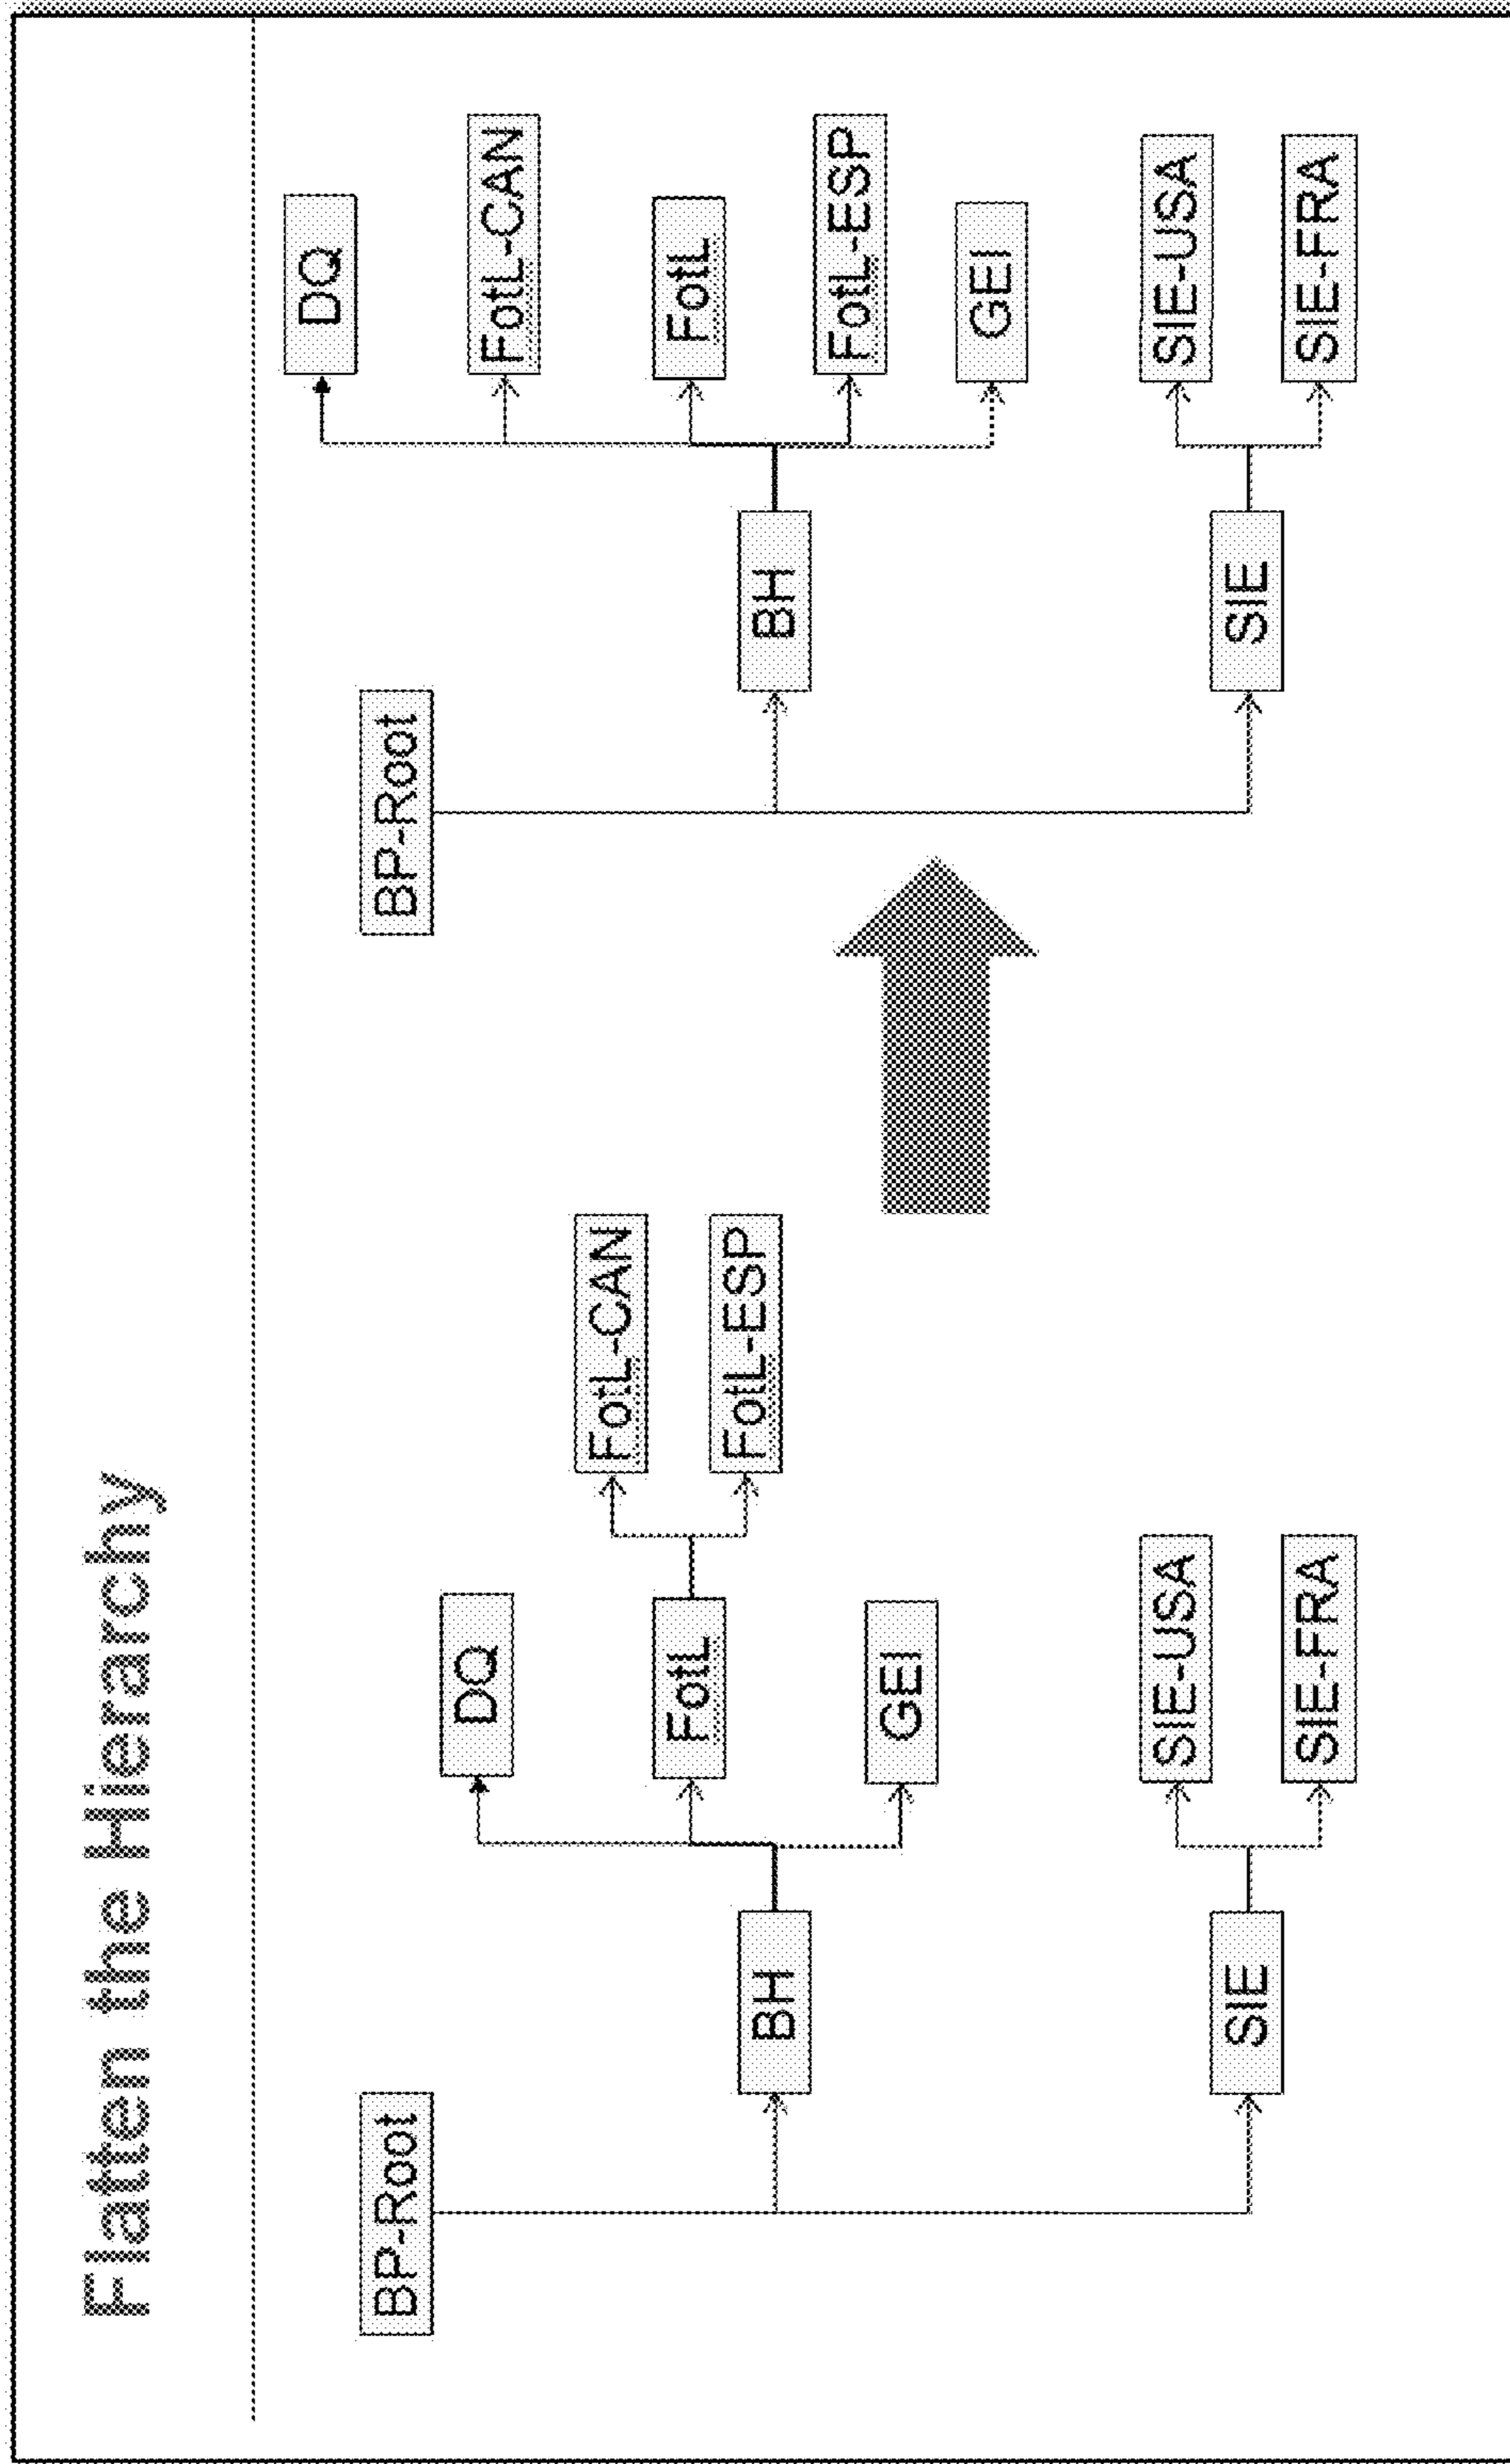 Flatten the Hierarchy
BP-Root
BH
DQ
FotL
FotL-CAN
FotL-ESP
GEI
SIE
SIE-USA
SIE-FRA
BP-Root
BH
DQ
FotL-CAN
FotL
FotL-ESP
GEI
SIE
SIE-USA
SIE-FRA